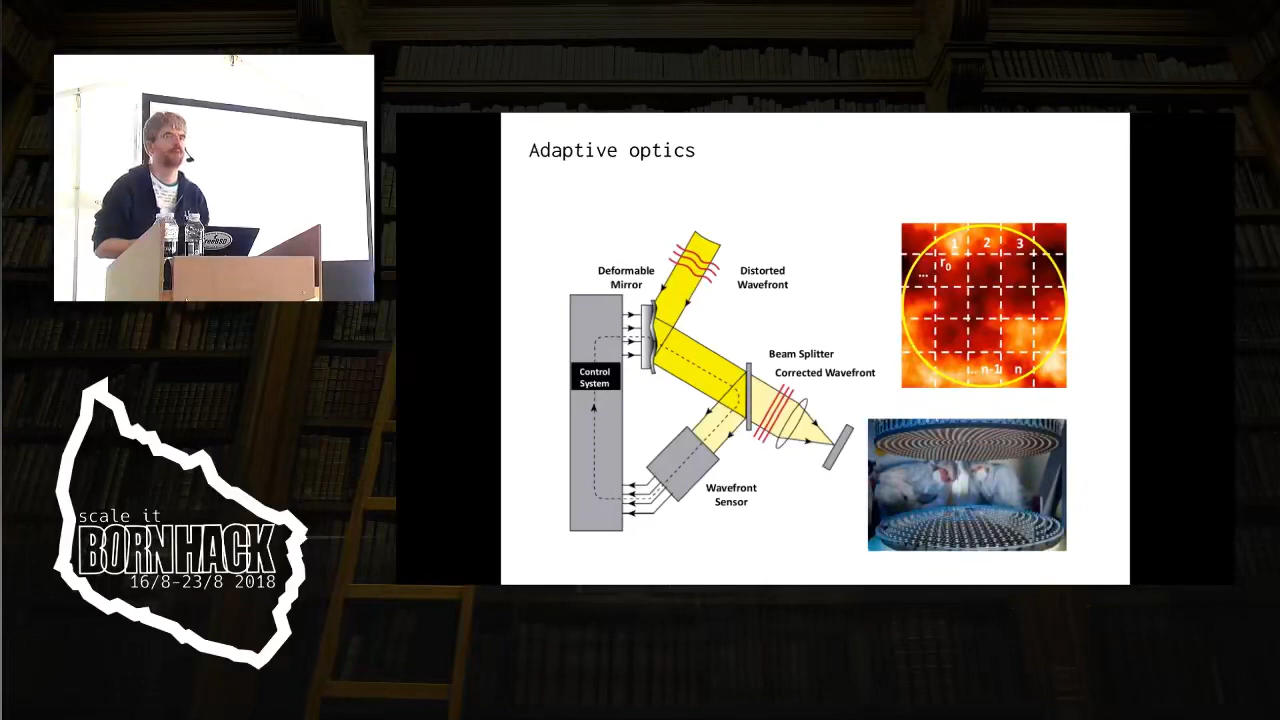 Adaptive optics
Deformable
Mirror
Distorted
Wavefront
Control
System
Beam Splitter
Corrected Wavefront
Wavefront
Sensor
1 2 3
r0
...
... n-1 n
scale it
BORNHACK
16/8-23/8 2018